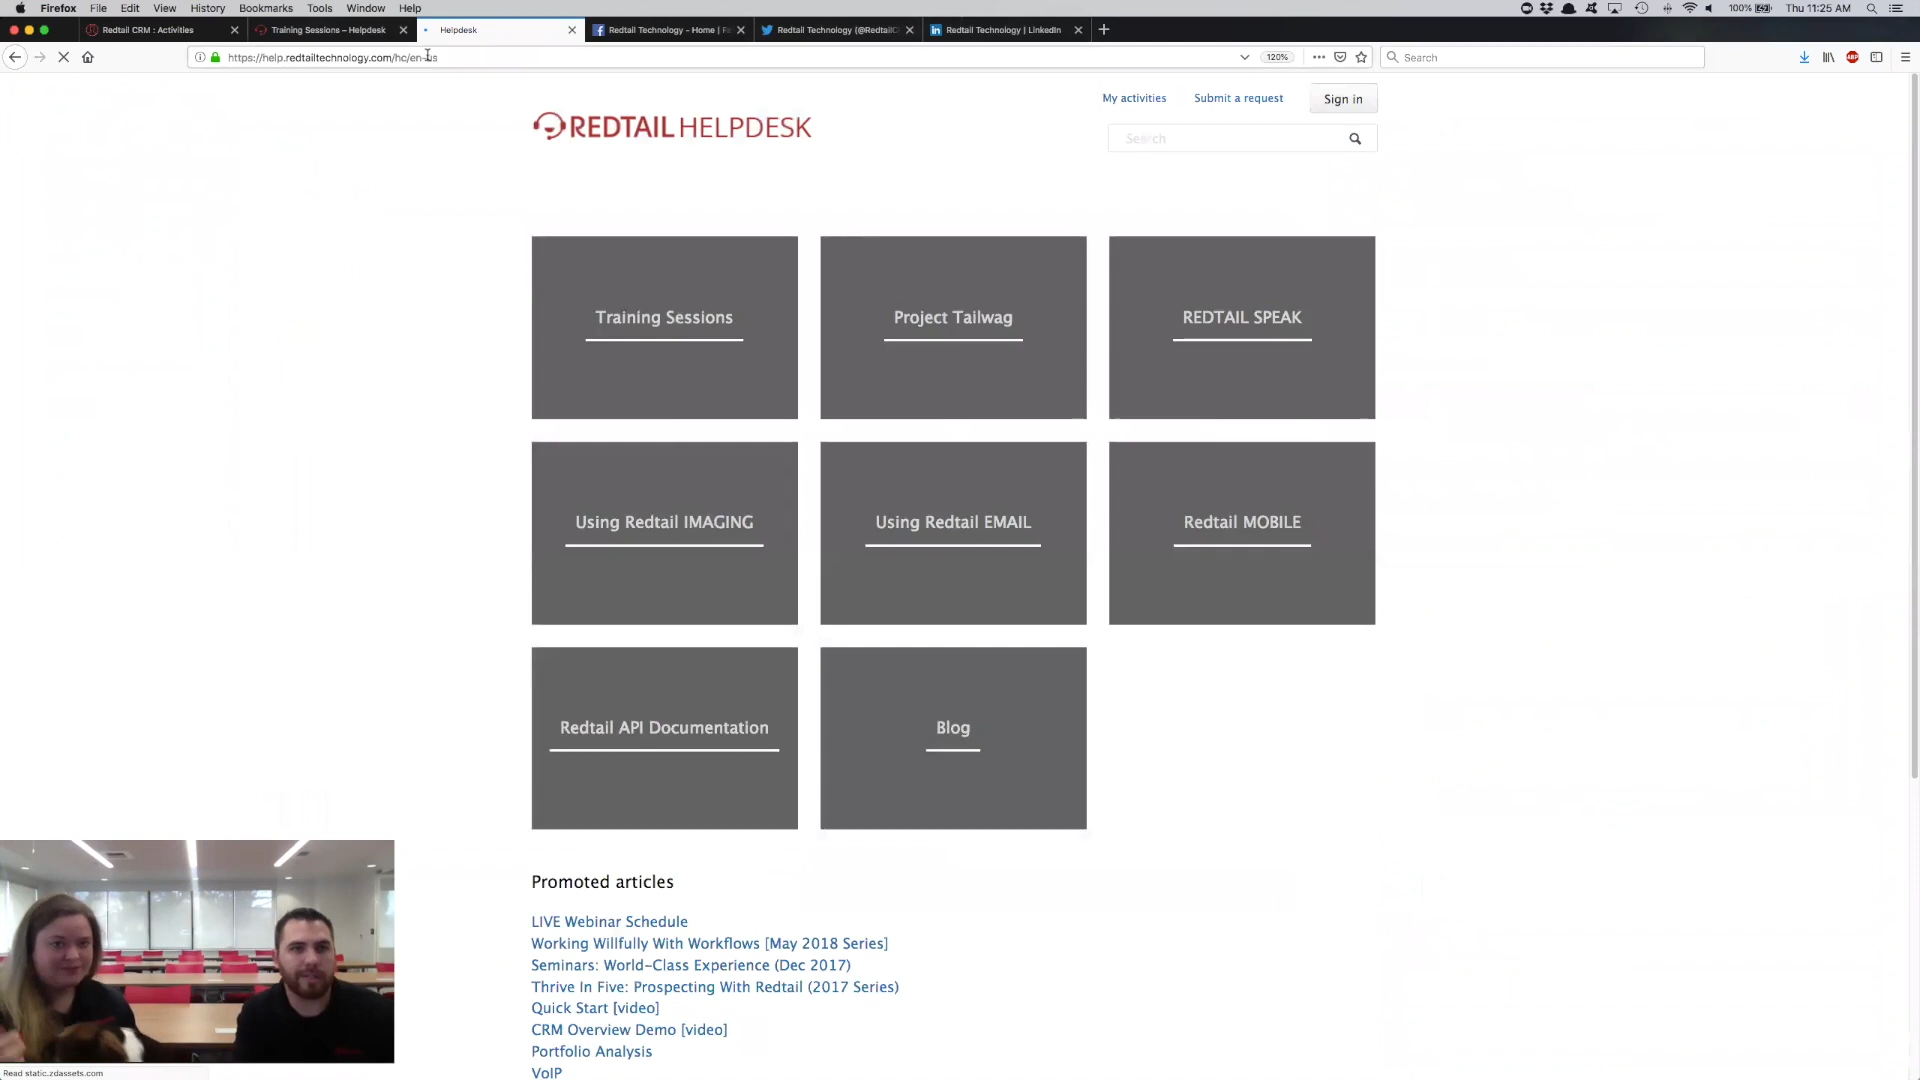 Firefox File Edit View History Bookmarks Tools Window Help 100% Thu 11:25 AM
Redtail CRM : Activities Training Sessions – Helpdesk Helpdesk Redtail Technology - Home | Fa Redtail Technology (@RedtailC Redtail Technology | LinkedIn
https://help.redtailtechnology.com/hc/en-us 120% Search
My activities Submit a request Sign in
REDTAIL HELPDESK
Search
Training Sessions Project Tailwag REDTAIL SPEAK
Using Redtail IMAGING Using Redtail EMAIL Redtail MOBILE
Redtail API Documentation Blog
Promoted articles
LIVE Webinar Schedule
Working Willfully With Workflows [May 2018 Series]
Seminars: World-Class Experience (Dec 2017)
Thrive In Five: Prospecting With Redtail (2017 Series)
Quick Start [video]
CRM Overview Demo [video]
Portfolio Analysis
VoIP
Read static.zdassets.com